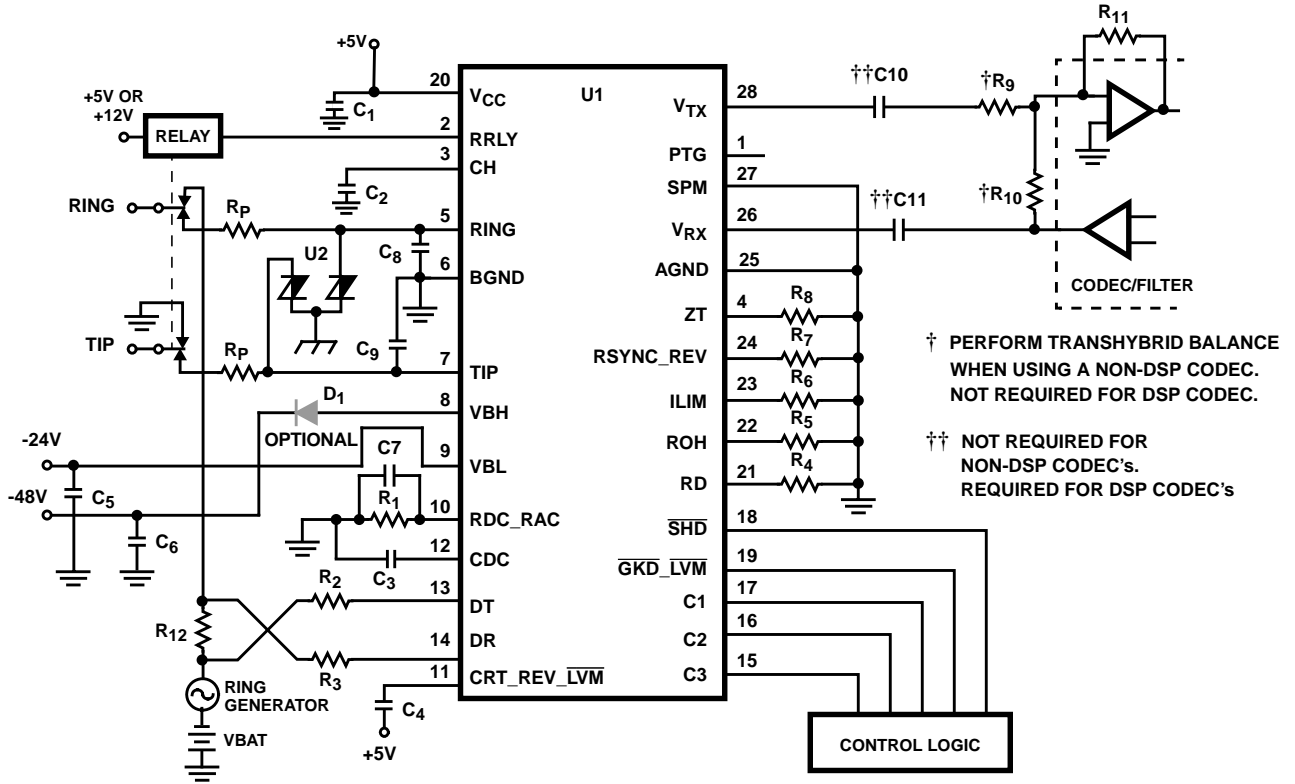 +5V
20
VCC
C1
+5V OR
+12V
RELAY
2
RRLY
3
CH
C2
RING
RP
5
RING
U2
C8
6
BGND
TIP
RP
C9
7
TIP
D1
OPTIONAL
8
VBH
-24V
9
VBL
C7
-48V
C5
C6
R1
10
RDC_RAC
12
CDC
C3
R2
13
DT
R12
14
DR
R3
11
CRT_REV_LVM
RING
GENERATOR
C4
+5V
VBAT
U1
VTX
28
††C10
†R9
R11
PTG
1
SPM
27
†R10
††C11
VRX
26
AGND
25
CODEC/FILTER
ZT
4
R8
RSYNC_REV
24
R7
ILIM
23
R6
ROH
22
R5
RD
21
R4
SHD
18
GKD_LVM
19
C1
17
C2
16
C3
15
CONTROL LOGIC
† PERFORM TRANSHYBRID BALANCE
WHEN USING A NON-DSP CODEC.
NOT REQUIRED FOR DSP CODEC.
†† NOT REQUIRED FOR
NON-DSP CODEC's.
REQUIRED FOR DSP CODEC's